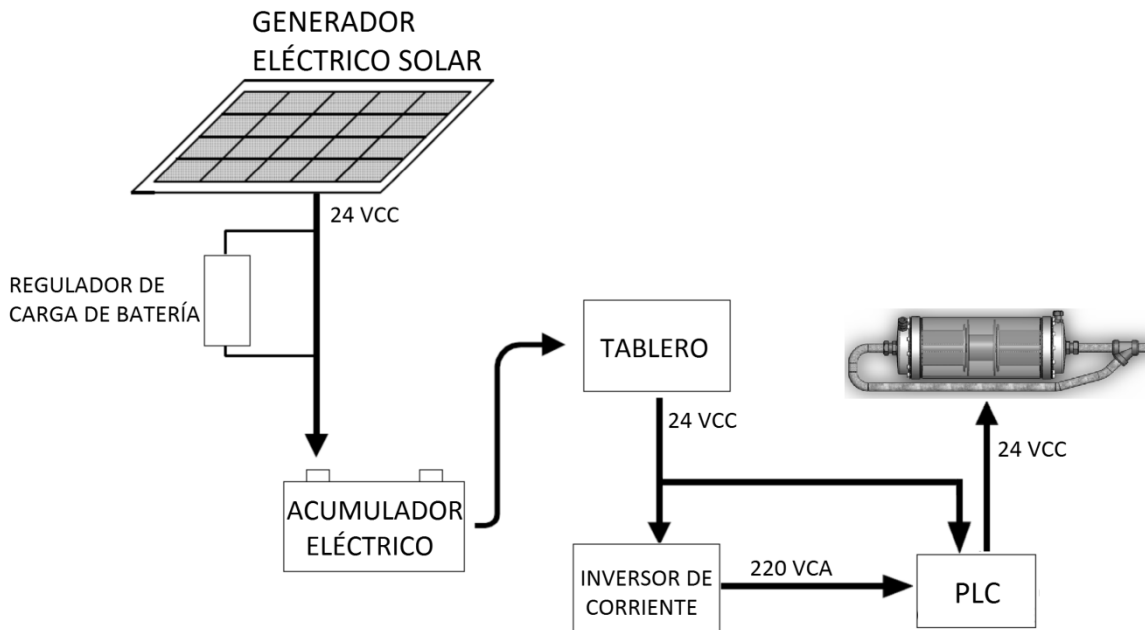 GENERADOR
ELÉCTRICO SOLAR
24 VCC
REGULADOR DE
CARGA DE BATERÍA
ACUMULADOR
ELÉCTRICO
TABLERO
24 VCC
INVERSOR DE
CORRIENTE
220 VCA
PLC
24 VCC